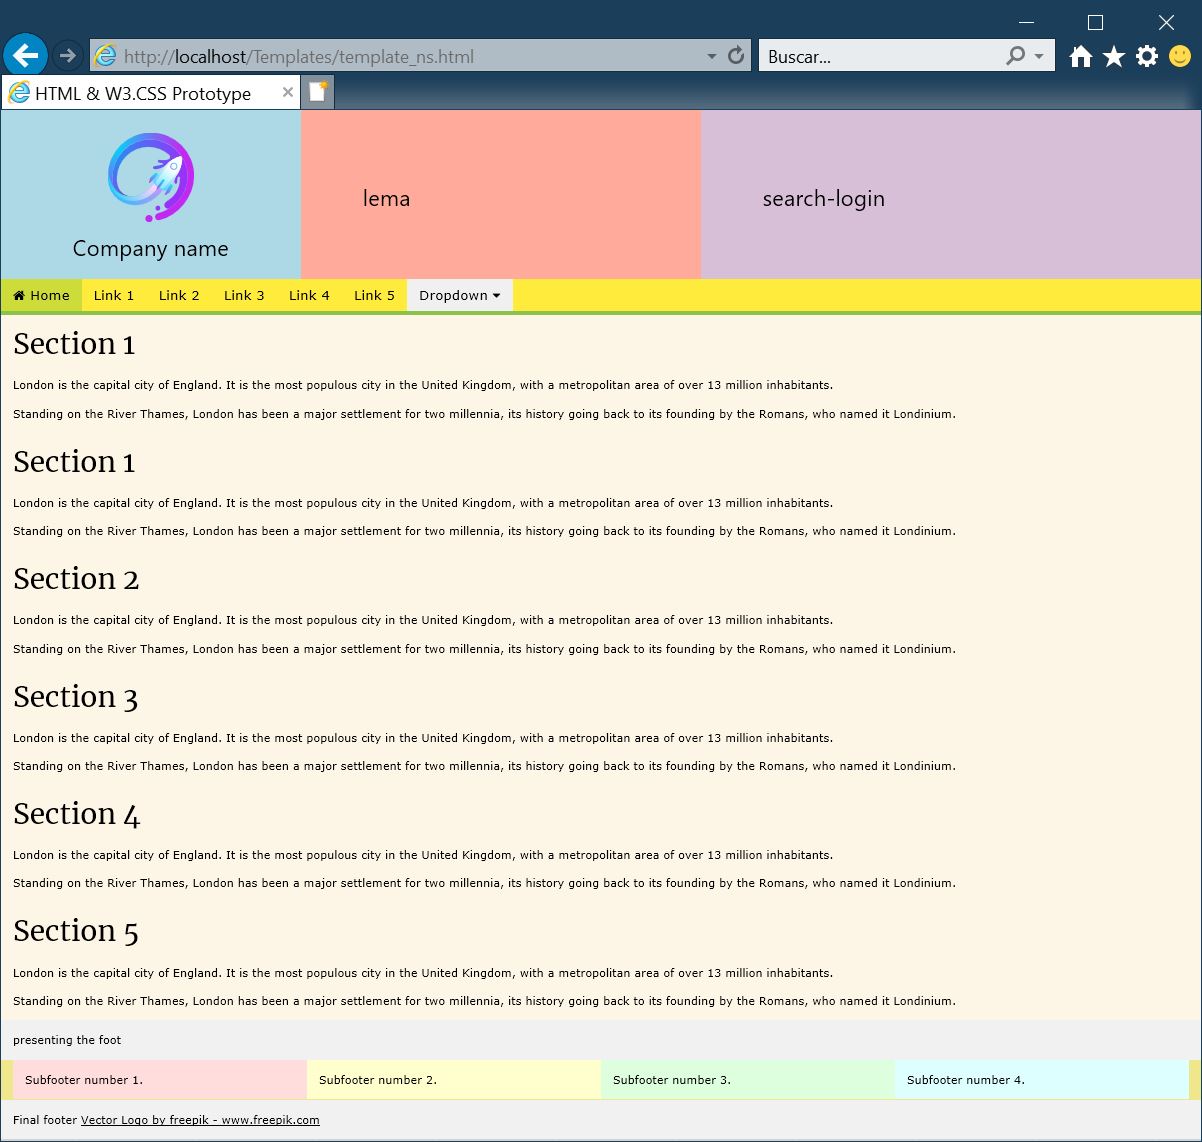 http://localhost/Templates/template_ns.html
Buscar...
HTML & W3.CSS Prototype
Company name
lema
search-login
Home Link 1 Link 2 Link 3 Link 4 Link 5 Dropdown
Section 1
London is the capital city of England. It is the most populous city in the United Kingdom, with a metropolitan area of over 13 million inhabitants.
Standing on the River Thames, London has been a major settlement for two millennia, its history going back to its founding by the Romans, who named it Londinium.
Section 1
London is the capital city of England. It is the most populous city in the United Kingdom, with a metropolitan area of over 13 million inhabitants.
Standing on the River Thames, London has been a major settlement for two millennia, its history going back to its founding by the Romans, who named it Londinium.
Section 2
London is the capital city of England. It is the most populous city in the United Kingdom, with a metropolitan area of over 13 million inhabitants.
Standing on the River Thames, London has been a major settlement for two millennia, its history going back to its founding by the Romans, who named it Londinium.
Section 3
London is the capital city of England. It is the most populous city in the United Kingdom, with a metropolitan area of over 13 million inhabitants.
Standing on the River Thames, London has been a major settlement for two millennia, its history going back to its founding by the Romans, who named it Londinium.
Section 4
London is the capital city of England. It is the most populous city in the United Kingdom, with a metropolitan area of over 13 million inhabitants.
Standing on the River Thames, London has been a major settlement for two millennia, its history going back to its founding by the Romans, who named it Londinium.
Section 5
London is the capital city of England. It is the most populous city in the United Kingdom, with a metropolitan area of over 13 million inhabitants.
Standing on the River Thames, London has been a major settlement for two millennia, its history going back to its founding by the Romans, who named it Londinium.
presenting the foot
Subfooter number 1. Subfooter number 2. Subfooter number 3. Subfooter number 4.
Final footer Vector Logo by freepik - www.freepik.com